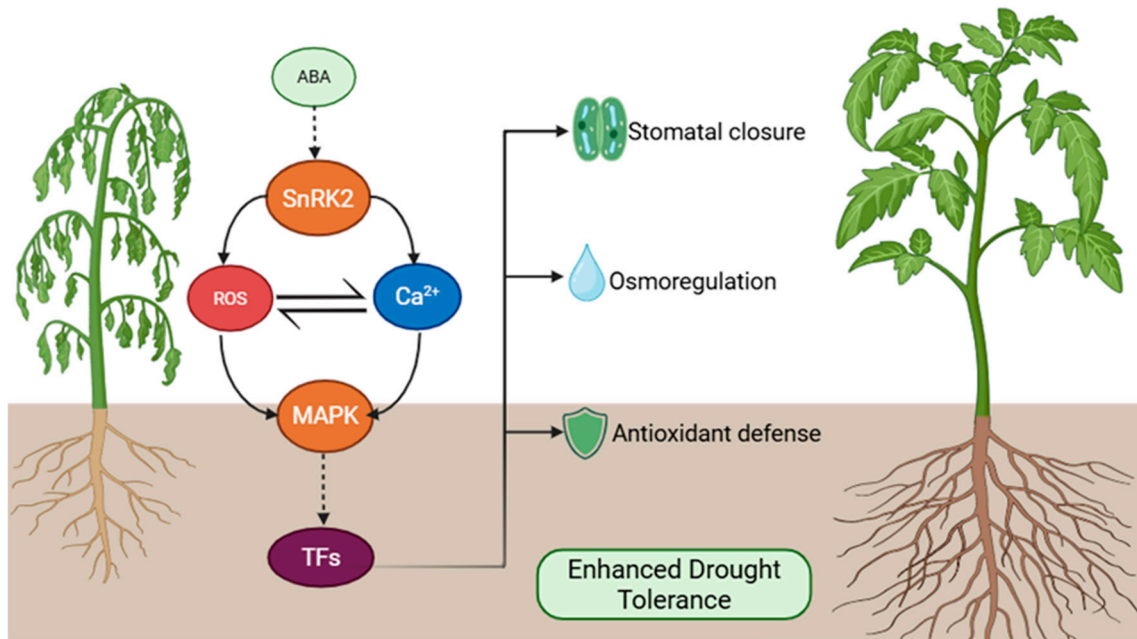 ABA
SnRK2
ROS
Ca²⁺
MAPK
TFs
Stomatal closure
Osmoregulation
Antioxidant defense
Enhanced Drought
Tolerance